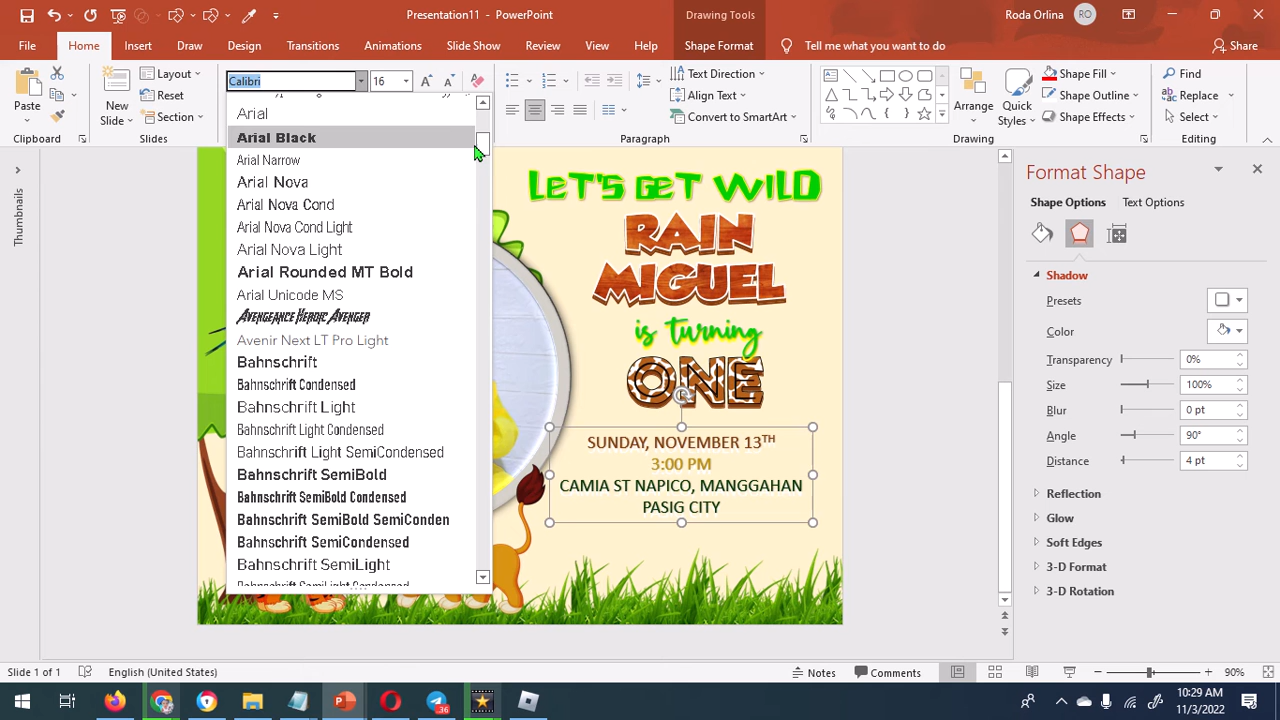 Presentation11 - PowerPoint
Drawing Tools
Roda Orlina
RO
File
Home
Insert
Draw
Design
Transitions
Animations
Slide Show
Review
View
Help
Shape Format
Tell me what you want to do
Share
Paste
Clipboard
New
Slide
Layout
Reset
Section
Slides
Calibri
16
Text Direction
Align Text
Convert to SmartArt
Paragraph
Arrange
Quick
Styles
Shape Fill
Shape Outline
Shape Effects
Drawing
Find
Replace
Select
Editing
Arial
Arial Black
Arial Narrow
Arial Nova
Arial Nova Cond
Arial Nova Cond Light
Arial Nova Light
Arial Rounded MT Bold
Arial Unicode MS
Avengeance Heroic Avenger
Avenir Next LT Pro Light
Bahnschrift
Bahnschrift Condensed
Bahnschrift Light
Bahnschrift Light Condensed
Bahnschrift Light SemiCondensed
Bahnschrift SemiBold
Bahnschrift SemiBold Condensed
Bahnschrift SemiBold SemiConden
Bahnschrift SemiCondensed
Bahnschrift SemiLight
Bahnschrift SemiLight Condensed
Thumbnails
LET'S GET WILD
RAIN
MIGUEL
is turning
ONE
SUNDAY, NOVEMBER 13TH
3:00 PM
CAMIA ST NAPICO, MANGGAHAN
PASIG CITY
Format Shape
Shape Options
Text Options
Shadow
Presets
Color
Transparency
0%
Size
100%
Blur
0 pt
Angle
90°
Distance
4 pt
Reflection
Glow
Soft Edges
3-D Format
3-D Rotation
Slide 1 of 1
English (United States)
Notes
Comments
90%
36
10:29 AM
11/3/2022